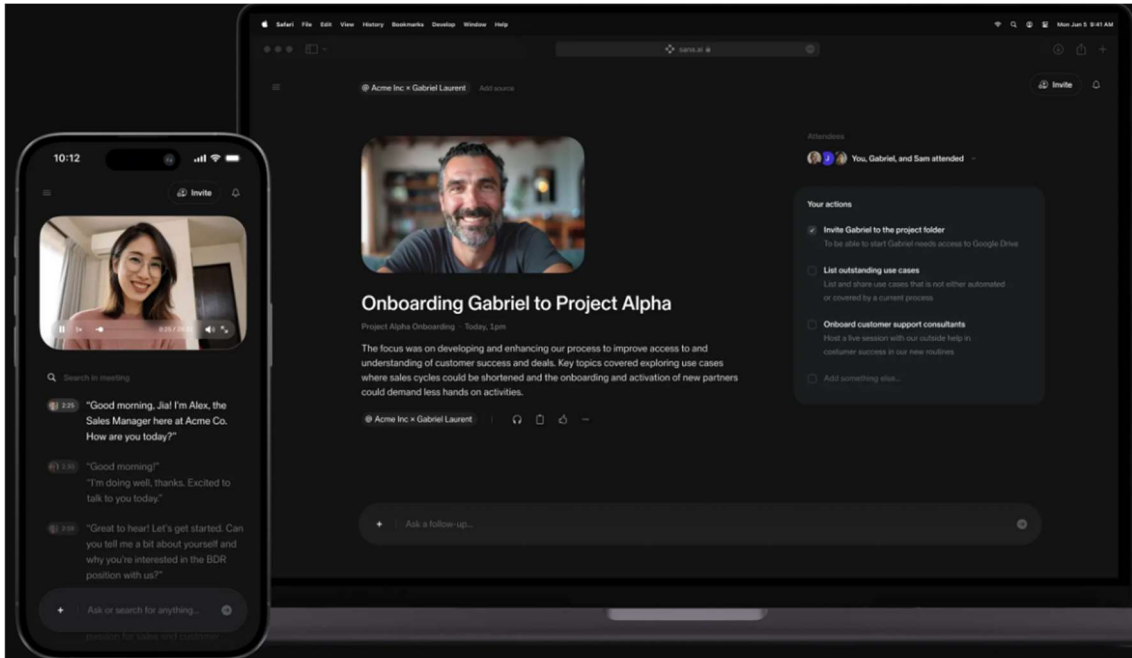 10:12
Invite
1×
Search in meeting
2:25
“Good morning, Jia! I'm Alex, the
Sales Manager here at Acme Co.
How are you today?”
“Good morning!”
“I'm doing well, thanks. Excited to
talk to you today.”
“Great to hear! Let's get started. Can
you tell me a bit about yourself and
why you're interested in the BDR
position with us?”
Ask or search for anything...
passion for sales and customer
Safari File Edit View History Bookmarks Develop Window Help
Mon Jun 5 9:41 AM
sana.ai
@ Acme Inc × Gabriel Laurent Add source
Invite
Onboarding Gabriel to Project Alpha
Project Alpha Onboarding · Today, 1pm
The focus was on developing and enhancing our process to improve access to and
understanding of customer success and deals. Key topics covered exploring use cases
where sales cycles could be shortened and the onboarding and activation of new partners
could demand less hands on activities.
@ Acme Inc × Gabriel Laurent
Attendees
J
You, Gabriel, and Sam attended
Your actions
Invite Gabriel to the project folder
To be able to start Gabriel needs access to Google Drive
List outstanding use cases
List and share use cases that is not either automated
or covered by a current process
Onboard customer support consultants
Host a live session with our outside help in
costumer success in our new routines
Add something else...
Ask a follow-up...